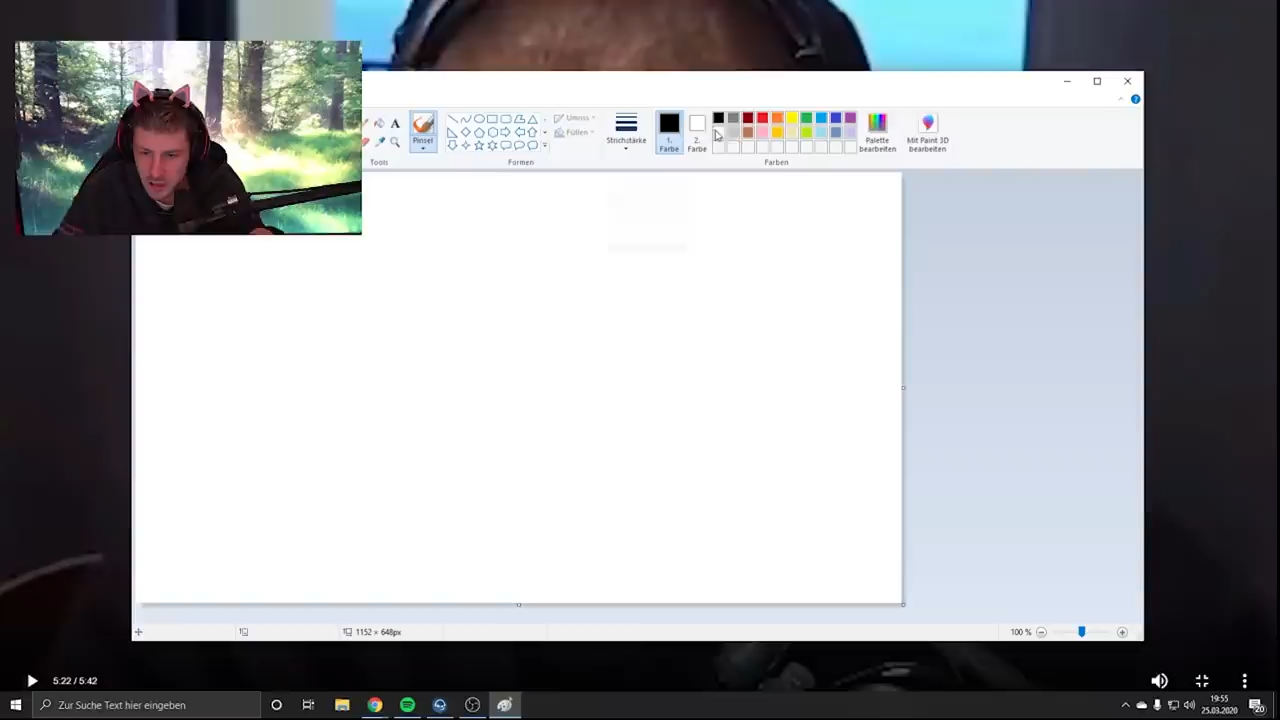 A
Pinsel
Tools
Formen
Umriss
Füllen
Strichstärke
1.
Farbe
2.
Farbe
Farben
Palette
bearbeiten
Mit Paint 3D
bearbeiten
1152 × 648px
100 %
5:22 / 5:42
Zur Suche Text hier eingeben
19:55
25.03.2020
20